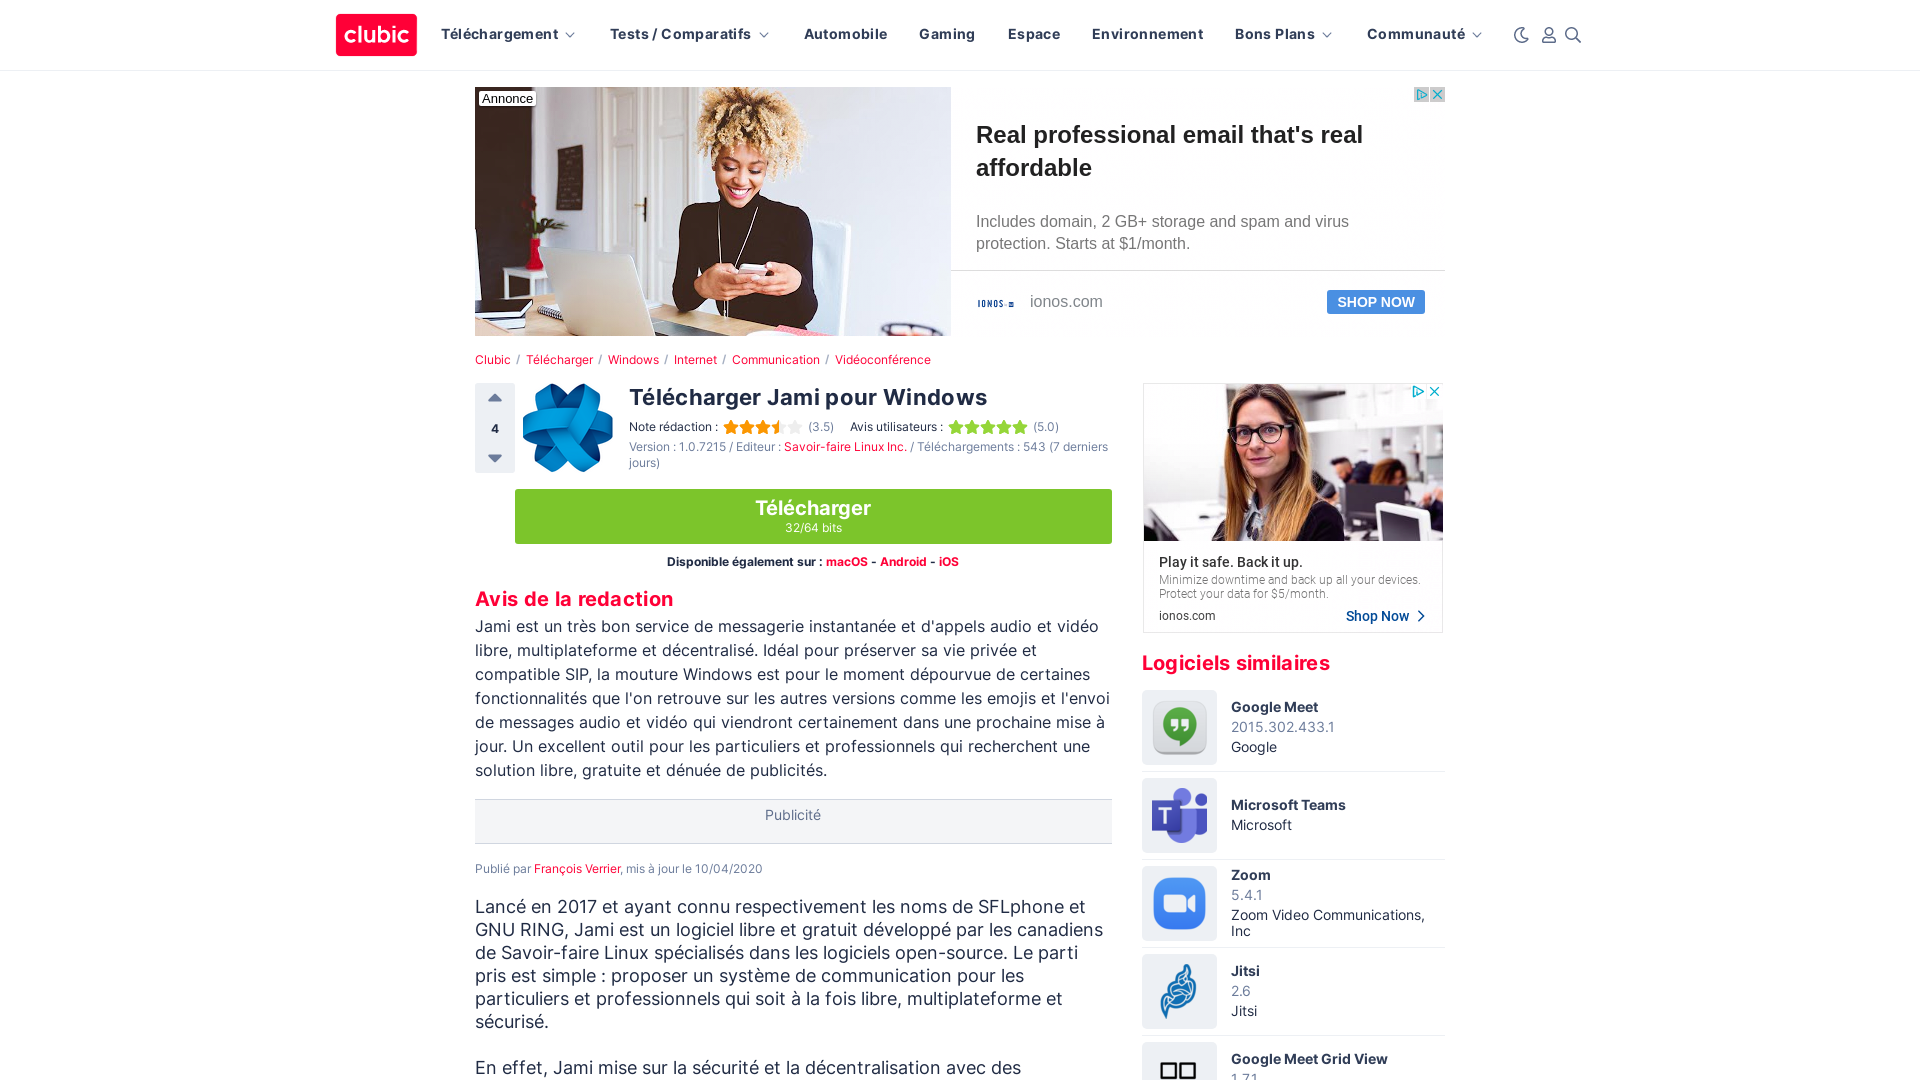 clubic
Téléchargement
Tests / Comparatifs
Automobile
Gaming
Espace
Environnement
Bons Plans
Communauté
Annonce
Real professional email that's real
affordable
Includes domain, 2 GB+ storage and spam and virus
protection. Starts at $1/month.
IONOS
ionos.com
SHOP NOW
Clubic / Télécharger / Windows / Internet / Communication / Vidéoconférence
4
Télécharger Jami pour Windows
Note rédaction : (3.5) Avis utilisateurs : (5.0)
Version : 1.0.7215 / Editeur : Savoir-faire Linux Inc. / Téléchargements : 543 (7 derniers
jours)
Télécharger
32/64 bits
Disponible également sur : macOS - Android - iOS
Avis de la redaction
Jami est un très bon service de messagerie instantanée et d'appels audio et vidéo
libre, multiplateforme et décentralisé. Idéal pour préserver sa vie privée et
compatible SIP, la mouture Windows est pour le moment dépourvue de certaines
fonctionnalités que l'on retrouve sur les autres versions comme les emojis et l'envoi
de messages audio et vidéo qui viendront certainement dans une prochaine mise à
jour. Un excellent outil pour les particuliers et professionnels qui recherchent une
solution libre, gratuite et dénuée de publicités.
Publicité
Publié par François Verrier, mis à jour le 10/04/2020
Lancé en 2017 et ayant connu respectivement les noms de SFLphone et
GNU RING, Jami est un logiciel libre et gratuit développé par les canadiens
de Savoir-faire Linux spécialisés dans les logiciels open-source. Le parti
pris est simple : proposer un système de communication pour les
particuliers et professionnels qui soit à la fois libre, multiplateforme et
sécurisé.
En effet, Jami mise sur la sécurité et la décentralisation avec des
Play it safe. Back it up.
Minimize downtime and back up all your devices.
Protect your data for $5/month.
ionos.com
Shop Now
Logiciels similaires
Google Meet
2015.302.433.1
Google
T
Microsoft Teams
Microsoft
Zoom
5.4.1
Zoom Video Communications,
Inc
Jitsi
2.6
Jitsi
Google Meet Grid View
1.7.1